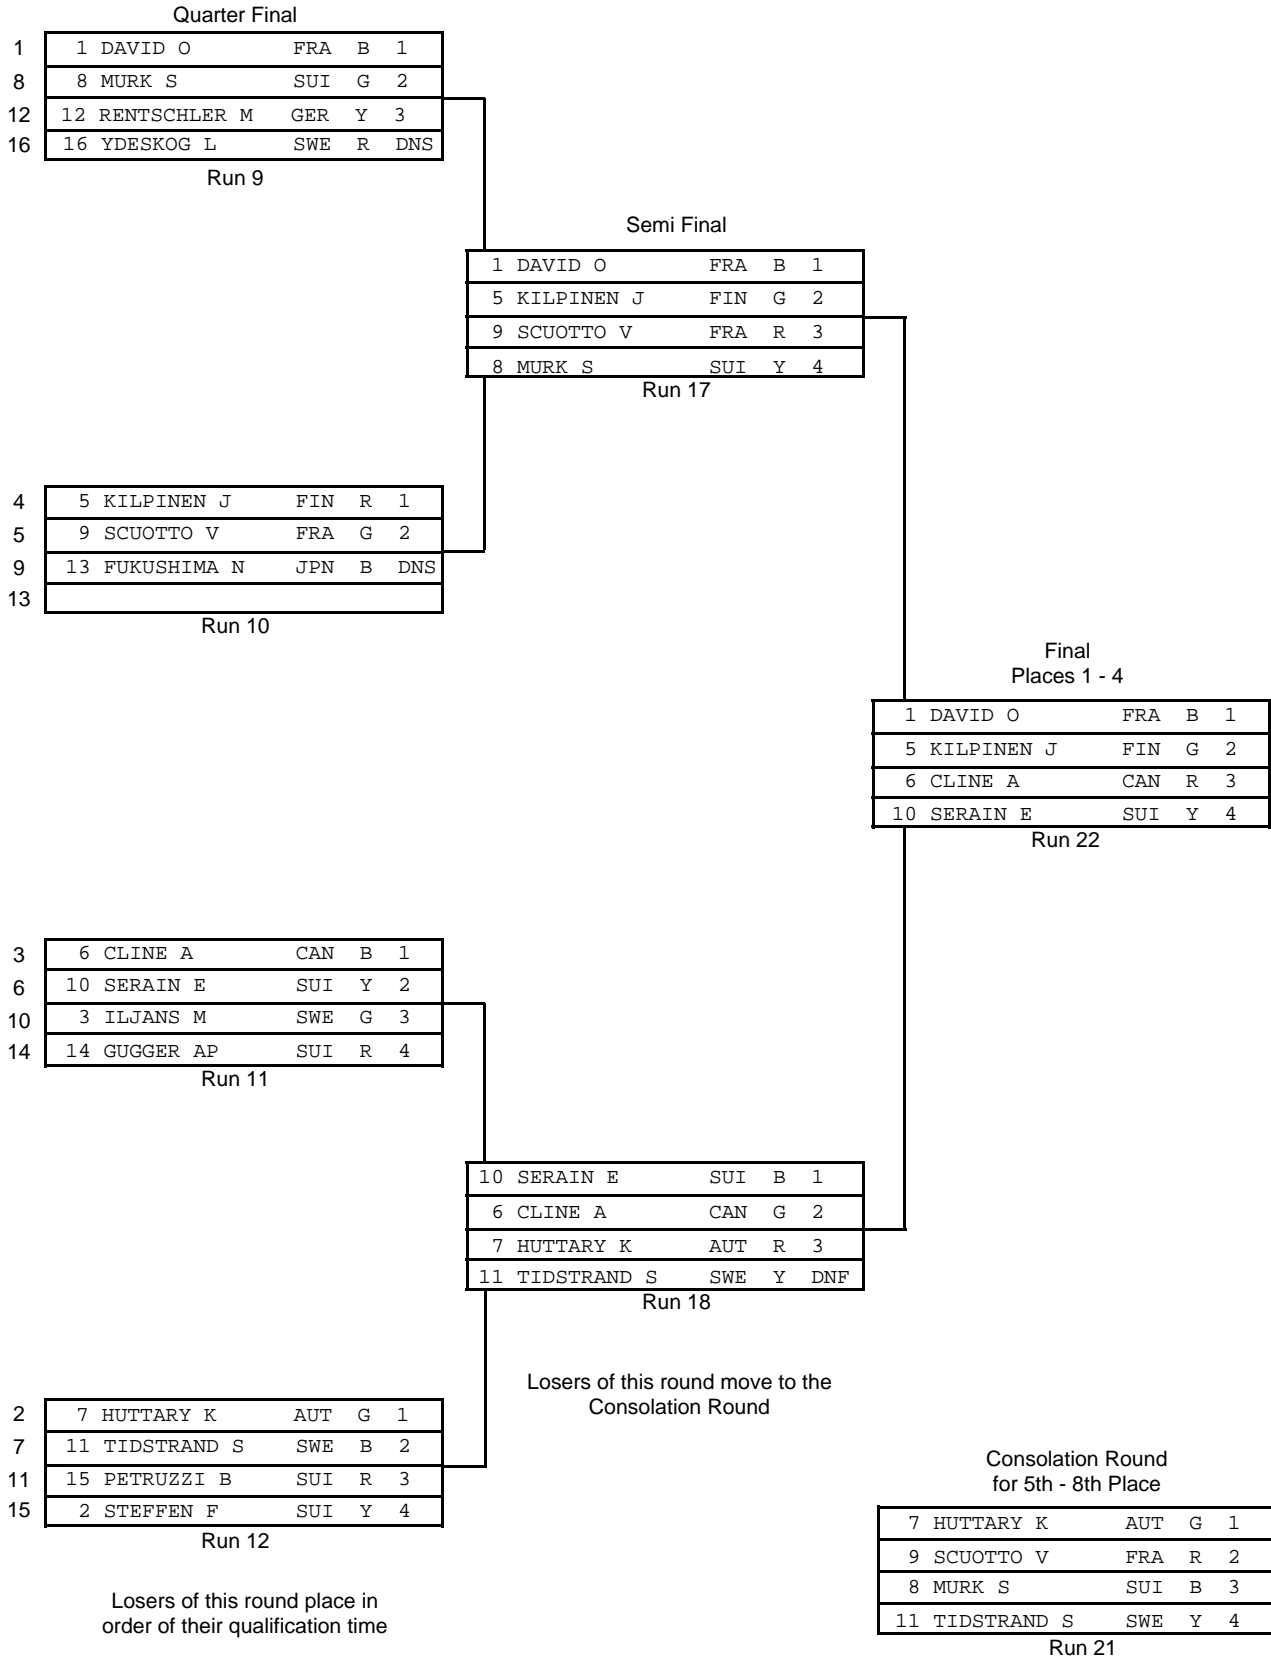 Quarter Final
1 1 DAVID O FRA B 1
8 8 MURK S SUI G 2
12 12 RENTSCHLER M GER Y 3
16 16 YDESKOG L SWE R DNS
Run 9
Semi Final
1 DAVID O FRA B 1
5 KILPINEN J FIN G 2
9 SCUOTTO V FRA R 3
8 MURK S SUI Y 4
Run 17
4 5 KILPINEN J FIN R 1
5 9 SCUOTTO V FRA G 2
9 13 FUKUSHIMA N JPN B DNS
13
Run 10
Final
Places 1 - 4
1 DAVID O FRA B 1
5 KILPINEN J FIN G 2
6 CLINE A CAN R 3
10 SERAIN E SUI Y 4
Run 22
3 6 CLINE A CAN B 1
6 10 SERAIN E SUI Y 2
10 3 ILJANS M SWE G 3
14 14 GUGGER AP SUI R 4
Run 11
10 SERAIN E SUI B 1
6 CLINE A CAN G 2
7 HUTTARY K AUT R 3
11 TIDSTRAND S SWE Y DNF
Run 18
Losers of this round move to the
Consolation Round
2 7 HUTTARY K AUT G 1
7 11 TIDSTRAND S SWE B 2
11 15 PETRUZZI B SUI R 3
15 2 STEFFEN F SUI Y 4
Run 12
Losers of this round place in
order of their qualification time
Consolation Round
for 5th - 8th Place
7 HUTTARY K AUT G 1
9 SCUOTTO V FRA R 2
8 MURK S SUI B 3
11 TIDSTRAND S SWE Y 4
Run 21